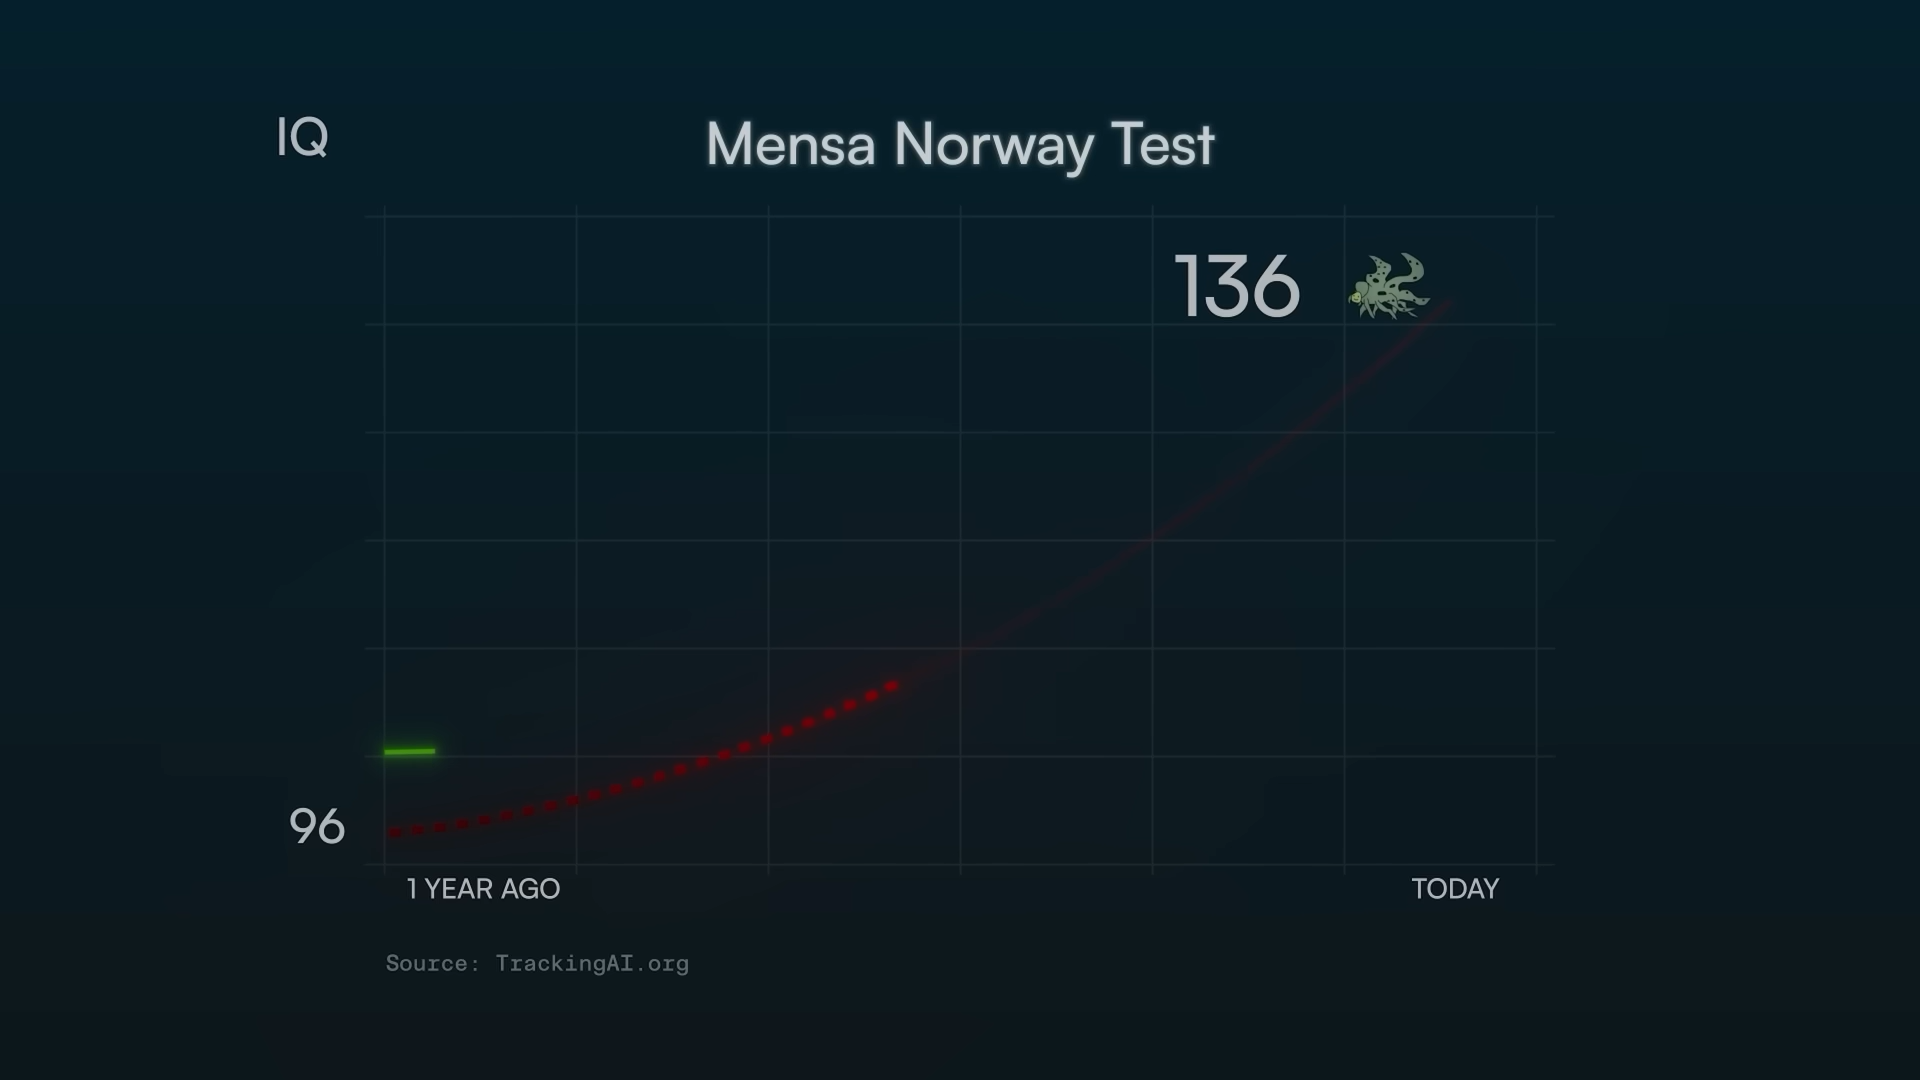 IQ
Mensa Norway Test
136
96
1 YEAR AGO
TODAY
Source: TrackingAI.org